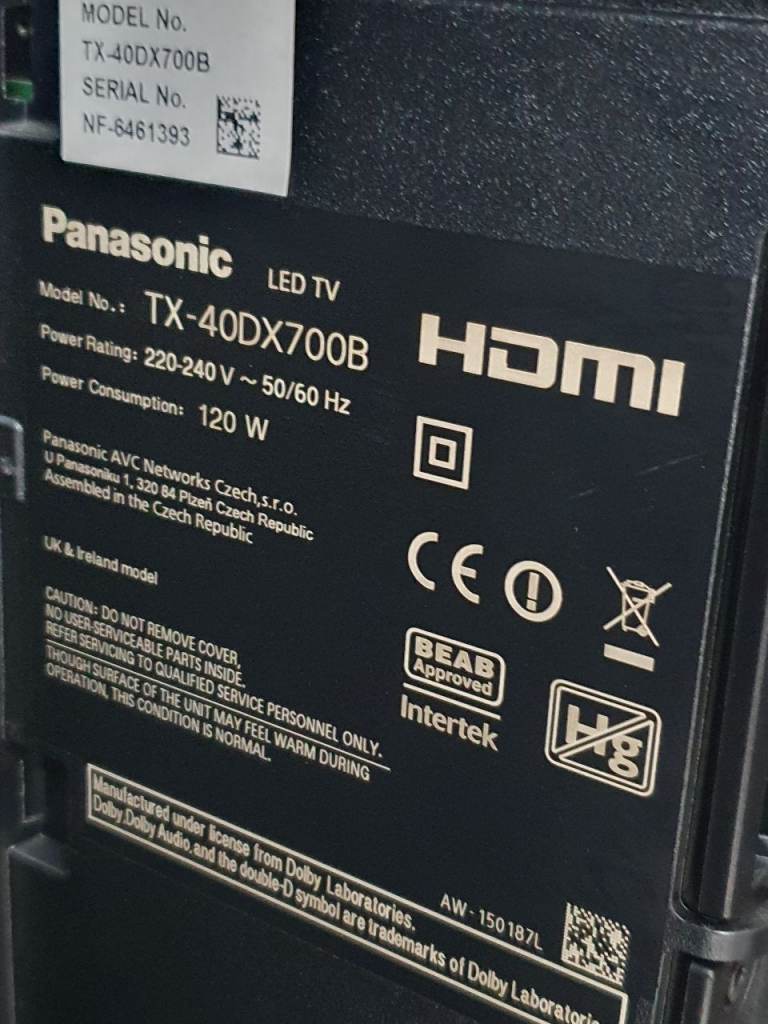 MODEL No.
TX-40DX700B
SERIAL No.
NF-6461393
Panasonic LED TV
Model No.: TX-40DX700B
Power Rating: 220-240 V ~ 50/60 Hz
Power Consumption: 120 W
HDMI
Panasonic AVC Networks Czech,s.r.o.
U Panasoniku 1, 320 84 Plzeň Czech Republic
Assembled in the Czech Republic
UK & Ireland model
CE
CAUTION: DO NOT REMOVE COVER,
NO USER-SERVICEABLE PARTS INSIDE.
REFER SERVICING TO QUALIFIED SERVICE PERSONNEL ONLY.
THOUGH SURFACE OF THE UNIT MAY FEEL WARM DURING
OPERATION, THIS CONDITION IS NORMAL.
BEAB
Approved
Intertek
Hg
Manufactured under license from Dolby Laboratories.
Dolby,Dolby Audio,and the double-D symbol are trademarks of Dolby Laboratories
AW-150187L